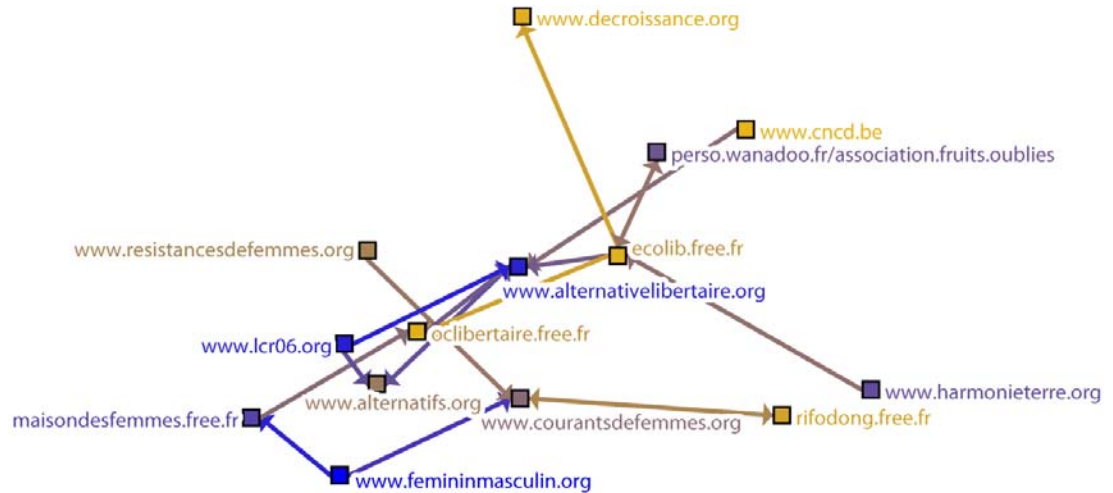 www.decroissance.org
www.cncd.be
perso.wanadoo.fr/association.fruits.oublies
www.resistancesdefemmes.org
ecolib.free.fr
www.alternativelibertaire.org
oclibertaire.free.fr
www.lcr06.org
www.alternatifs.org
www.harmonieterre.org
maisondesfemmes.free.fr
www.courantsdefemmes.org
rifodong.free.fr
www.femininmasculin.org